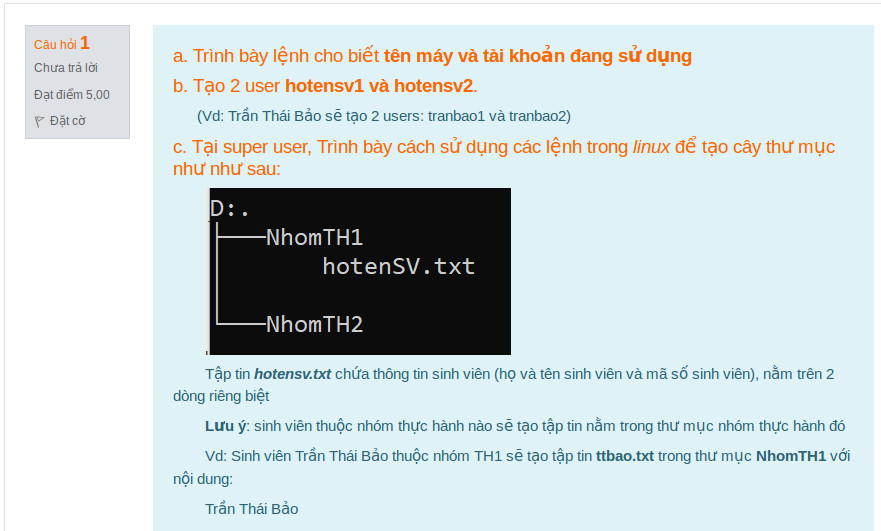 Câu hỏi 1
Chưa trả lời
Đạt điểm 5,00
Đặt cờ
a. Trình bày lệnh cho biết tên máy và tài khoản đang sử dụng
b. Tạo 2 user hotensv1 và hotensv2.
(Vd: Trần Thái Bảo sẽ tạo 2 users: tranbao1 và tranbao2)
c. Tại super user, Trình bày cách sử dụng các lệnh trong linux để tạo cây thư mục
như như sau:
D:.
NhomTH1
hotenSV.txt
NhomTH2
Tập tin hotensv.txt chứa thông tin sinh viên (họ và tên sinh viên và mã số sinh viên), nằm trên 2
dòng riêng biệt
Lưu ý: sinh viên thuộc nhóm thực hành nào sẽ tạo tập tin nằm trong thư mục nhóm thực hành đó
Vd: Sinh viên Trần Thái Bảo thuộc nhóm TH1 sẽ tạo tập tin ttbao.txt trong thư mục NhomTH1 với
nội dung:
Trần Thái Bảo